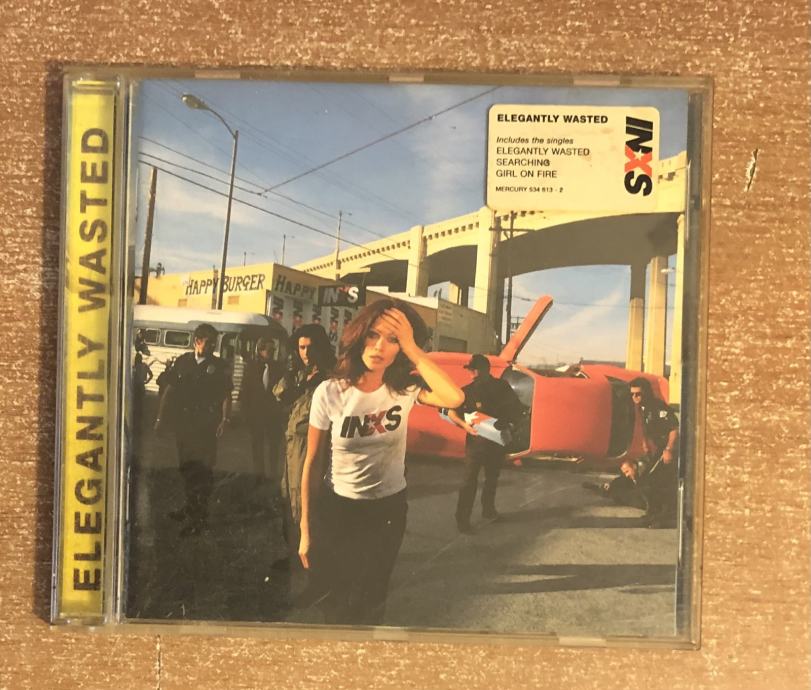 ELEGANTLY WASTED
ELEGANTLY WASTED
Includes the singles
ELEGANTLY WASTED
SEARCHING
GIRL ON FIRE
MERCURY 534 613 - 2
INXS
HAPPY BURGER
HAPPY
INXS
INXS